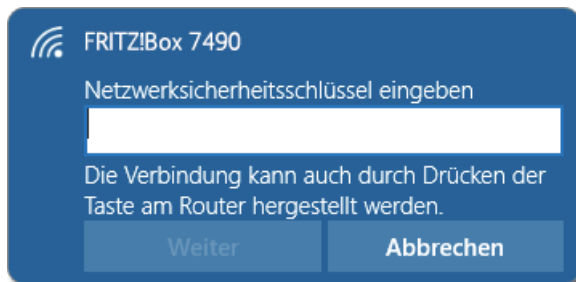 FRITZ!Box 7490
Netzwerksicherheitsschlüssel eingeben
Die Verbindung kann auch durch Drücken der
Taste am Router hergestellt werden.
Weiter
Abbrechen